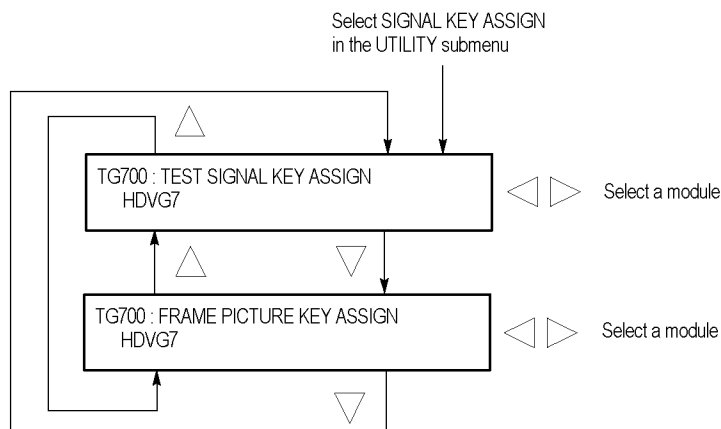 Select SIGNAL KEY ASSIGN
in the UTILITY submenu
TG700 : TEST SIGNAL KEY ASSIGN
HDVG7
Select a module
TG700 : FRAME PICTURE KEY ASSIGN
HDVG7
Select a module